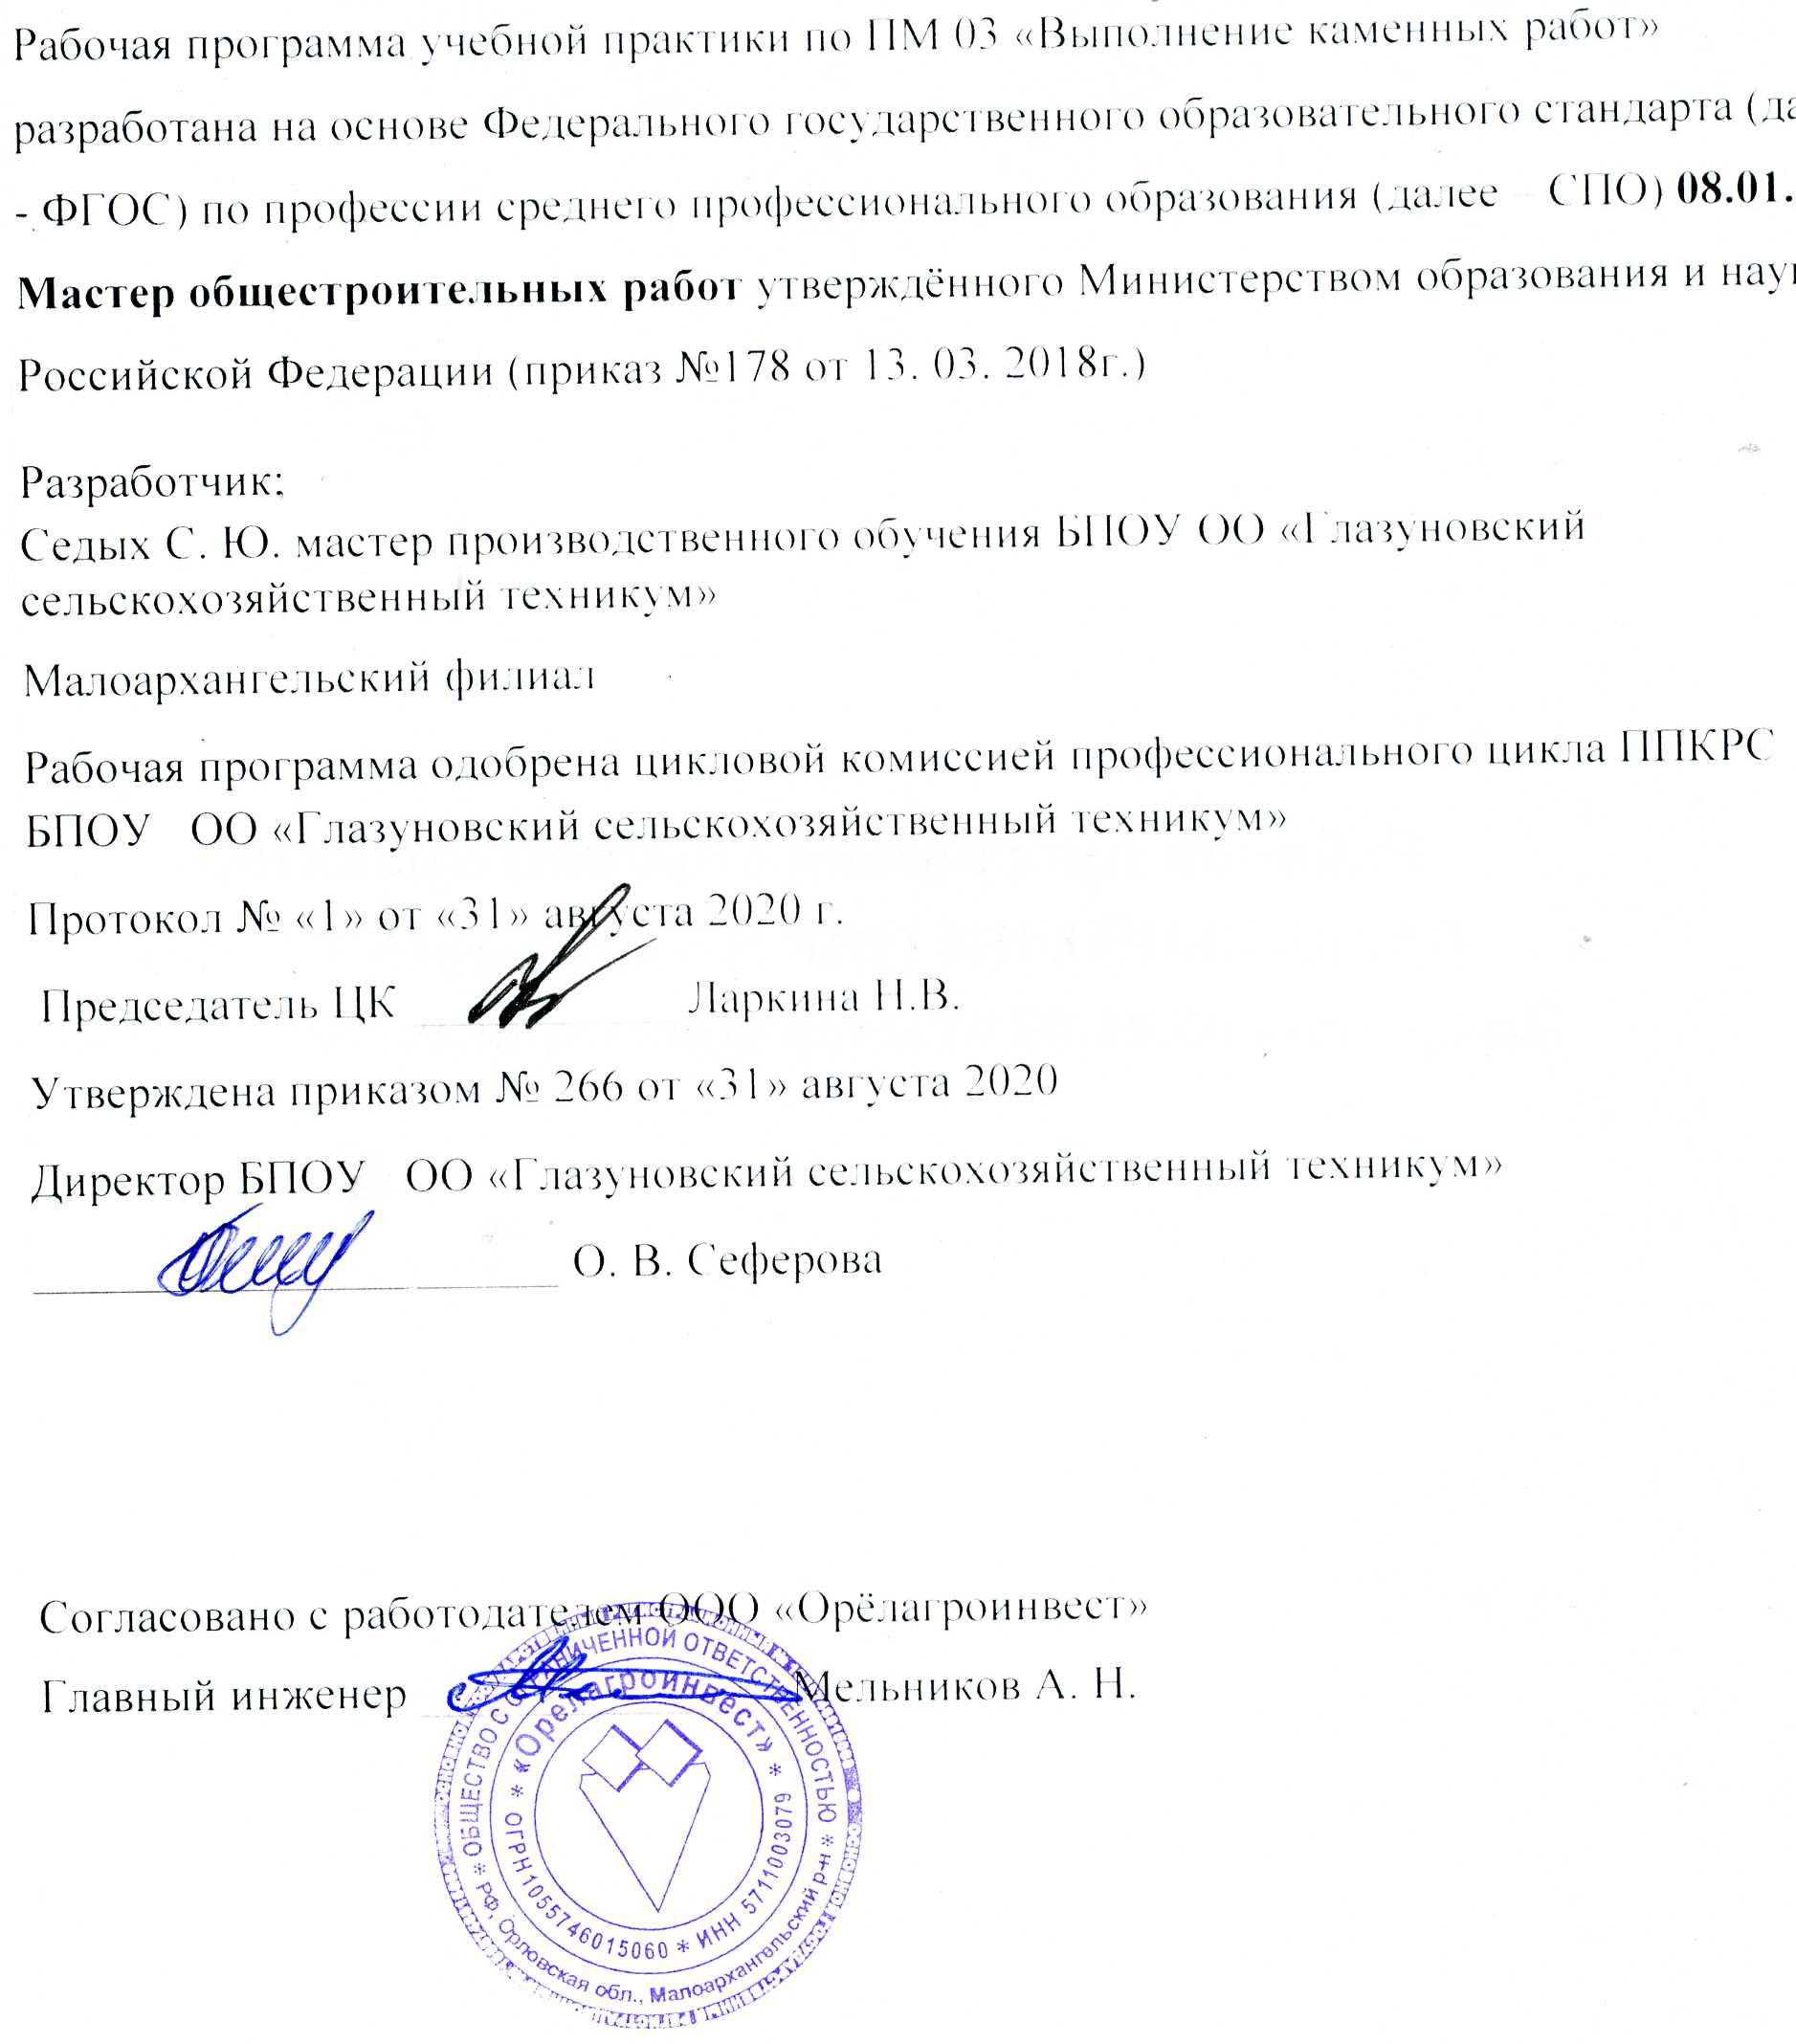 Рабочая программа учебной практики по ПМ 03 «Выполнение каменных работ»
разработана на основе Федерального государственного образовательного стандарта (да
- ФГОС) по профессии среднего профессионального образования (далее – СПО) 08.01.
Мастер общестроительных работ утверждённого Министерством образования и наук
Российской Федерации (приказ №178 от 13. 03. 2018г.)
Разработчик:
Седых С. Ю. мастер производственного обучения БПОУ ОО «Глазуновский
сельскохозяйственный техникум»
Малоархангельский филиал
Рабочая программа одобрена цикловой комиссией профессионального цикла ППКРС
БПОУ ОО «Глазуновский сельскохозяйственный техникум»
Протокол № «1» от «31» августа 2020 г.
Председатель ЦК Ларкина Н.В.
Утверждена приказом № 266 от «31» августа 2020
Директор БПОУ ОО «Глазуновский сельскохозяйственный техникум»
О. В. Сеферова
Согласовано с работодателем ООО «Орёлагроинвест»
Главный инженер Мельников А. Н.
* ОБЩЕСТВО С ОГРАНИЧЕННОЙ ОТВЕТСТВЕННОСТЬЮ *
* РФ, Орловская обл., Малоархангельский р-н *
* «Орелагроинвест» *
ОГРН1055746015060 * ИНН 5711003079